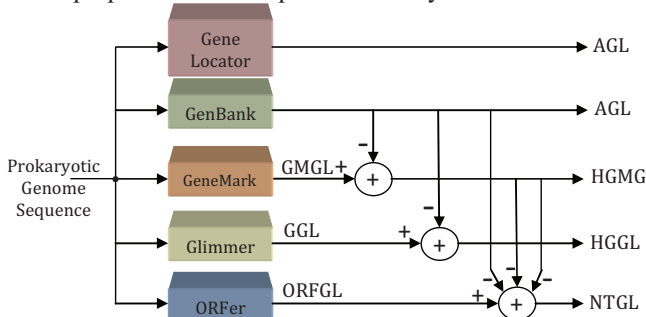 Gene
Locator
AGL
GenBank
AGL
-
Prokaryotic
Genome
Sequence
GeneMark
GMGL
+
+
HGMG
-
Glimmer
GGL
+
+
HGGL
-
-
-
ORFer
ORFGL
+
+
NTGL